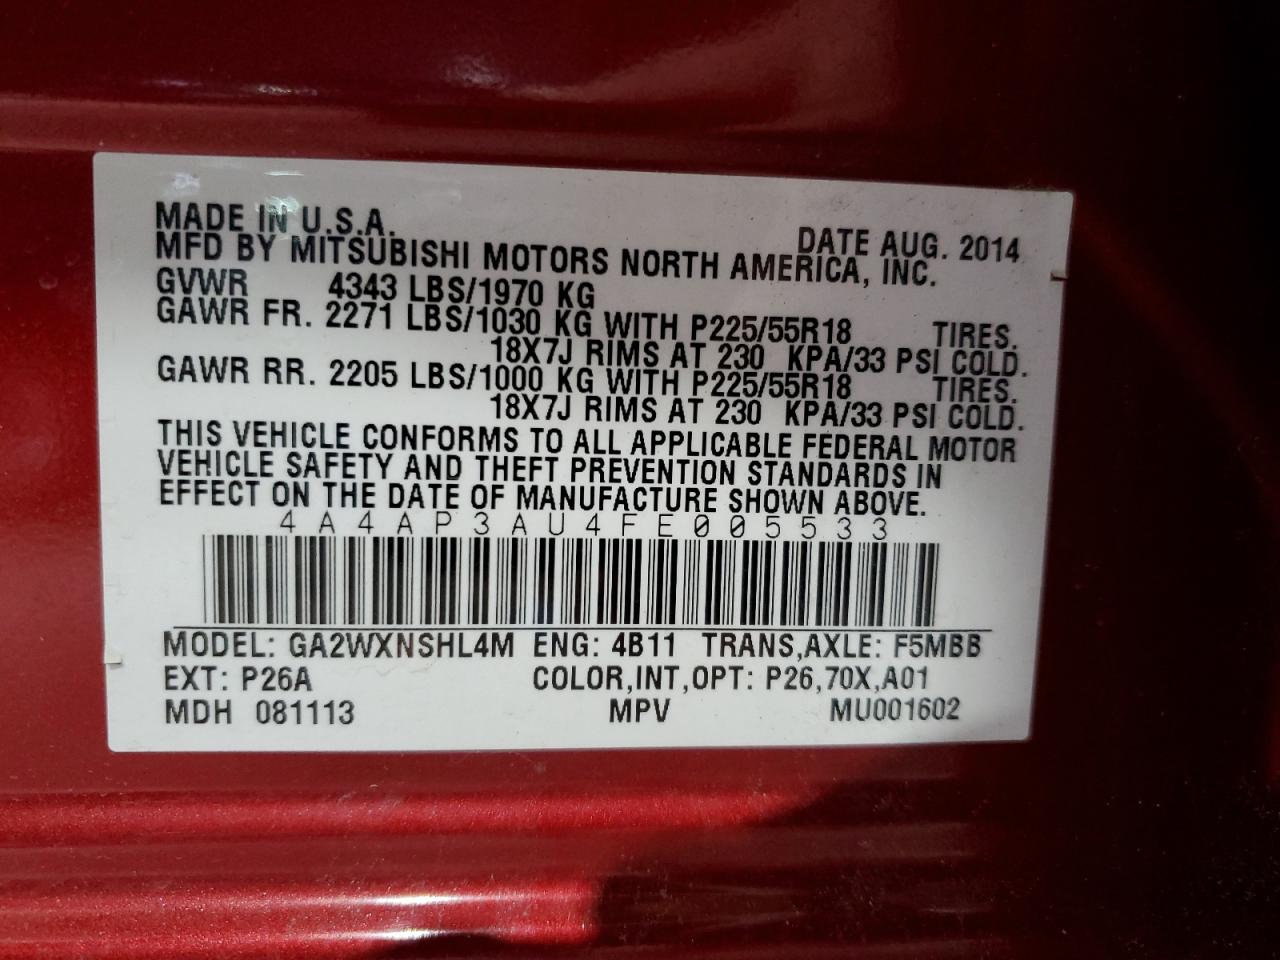 MADE IN U.S.A. DATE AUG. 2014
MFD BY MITSUBISHI MOTORS NORTH AMERICA, INC.
GVWR 4343 LBS/1970 KG
GAWR FR. 2271 LBS/1030 KG WITH P225/55R18 TIRES.
18X7J RIMS AT 230 KPA/33 PSI COLD.
GAWR RR. 2205 LBS/1000 KG WITH P225/55R18 TIRES.
18X7J RIMS AT 230 KPA/33 PSI COLD.
THIS VEHICLE CONFORMS TO ALL APPLICABLE FEDERAL MOTOR
VEHICLE SAFETY AND THEFT PREVENTION STANDARDS IN
EFFECT ON THE DATE OF MANUFACTURE SHOWN ABOVE.
4A4AP3AU4FE005533
MODEL: GA2WXNSHL4M ENG: 4B11 TRANS,AXLE: F5MBB
EXT: P26A COLOR,INT,OPT: P26,70X,A01
MDH 081113 MPV MU001602